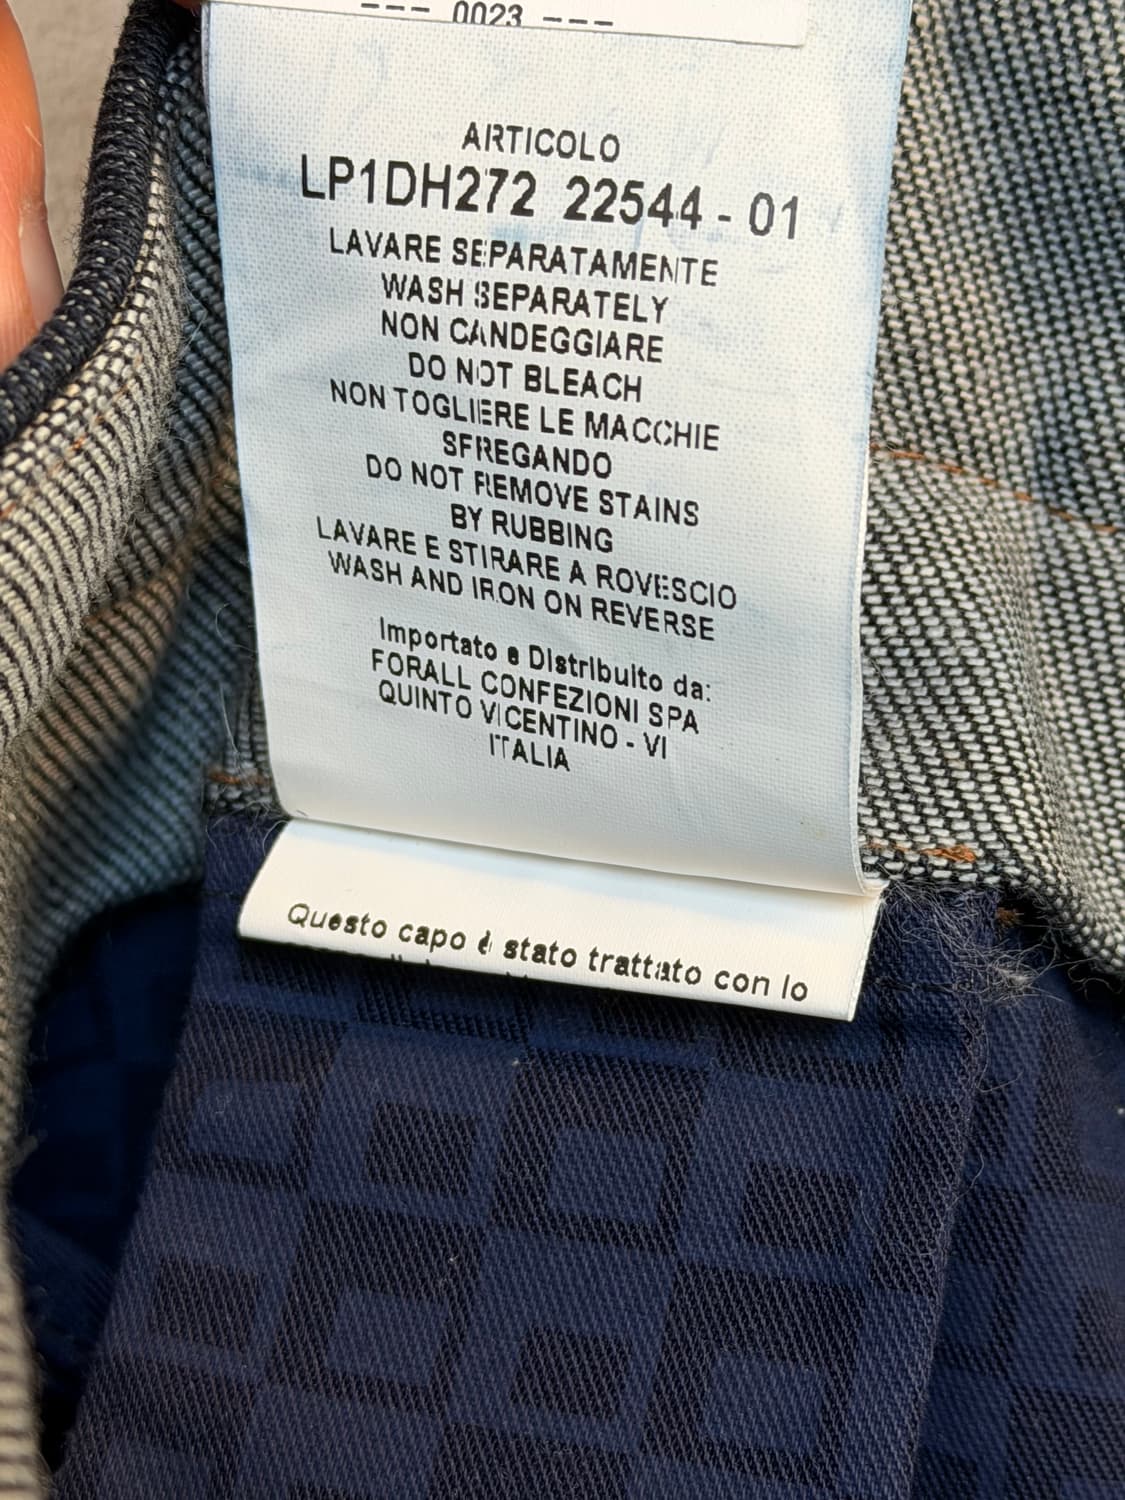 --- 0023 ---
ARTICOLO
LP1DH272 22544 - 01
LAVARE SEPARATAMENTE
WASH SEPARATELY
NON CANDEGGIARE
DO NOT BLEACH
NON TOGLIERE LE MACCHIE
SFREGANDO
DO NOT REMOVE STAINS
BY RUBBING
LAVARE E STIRARE A ROVESCIO
WASH AND IRON ON REVERSE
Importato e Distribuito da:
FORALL CONFEZIONI SPA
QUINTO VICENTINO - VI
ITALIA
Questo capo è stato trattato con lo